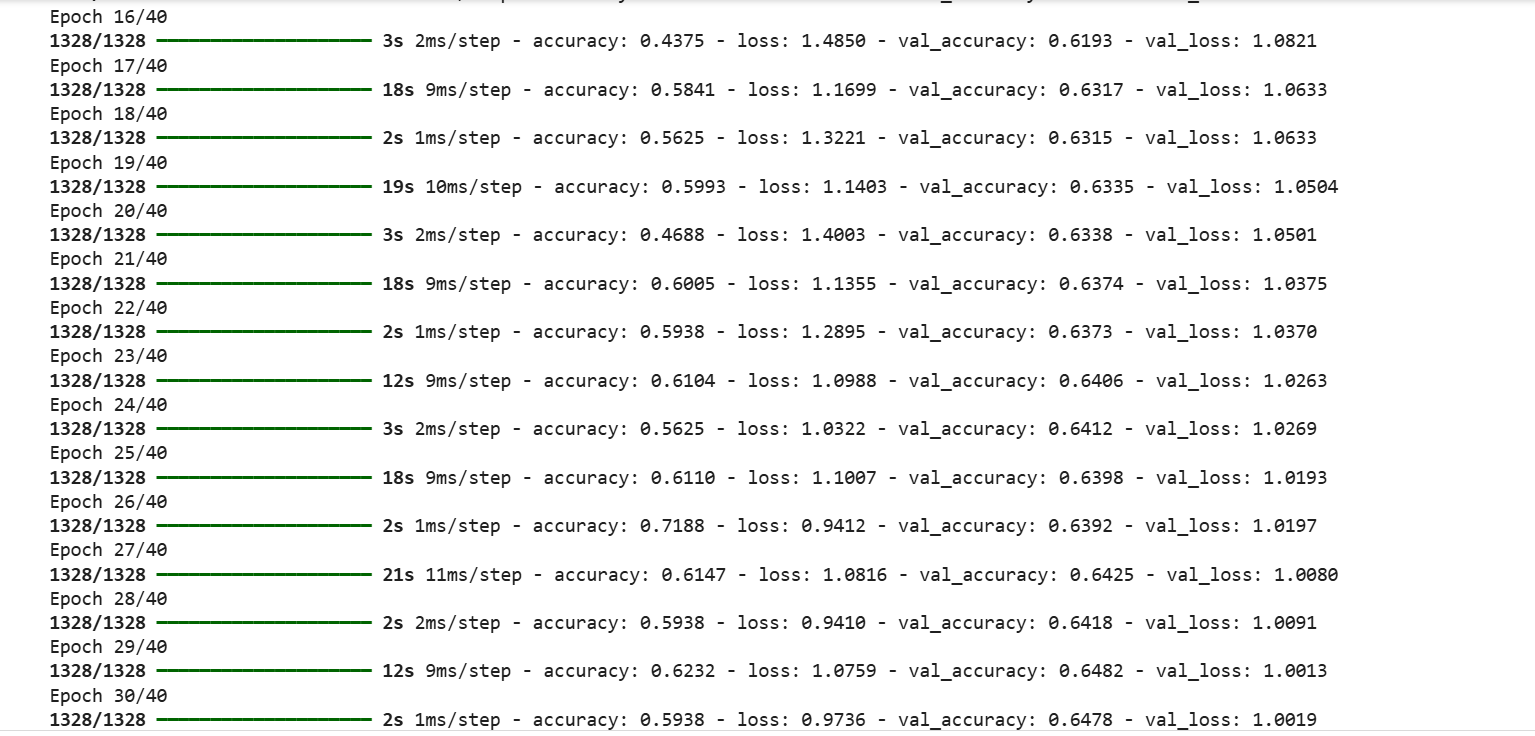 Epoch 16/40
1328/1328 ━━━━━━━━━━━━━━━━━━━━ 3s 2ms/step - accuracy: 0.4375 - loss: 1.4850 - val_accuracy: 0.6193 - val_loss: 1.0821
Epoch 17/40
1328/1328 ━━━━━━━━━━━━━━━━━━━━ 18s 9ms/step - accuracy: 0.5841 - loss: 1.1699 - val_accuracy: 0.6317 - val_loss: 1.0633
Epoch 18/40
1328/1328 ━━━━━━━━━━━━━━━━━━━━ 2s 1ms/step - accuracy: 0.5625 - loss: 1.3221 - val_accuracy: 0.6315 - val_loss: 1.0633
Epoch 19/40
1328/1328 ━━━━━━━━━━━━━━━━━━━━ 19s 10ms/step - accuracy: 0.5993 - loss: 1.1403 - val_accuracy: 0.6335 - val_loss: 1.0504
Epoch 20/40
1328/1328 ━━━━━━━━━━━━━━━━━━━━ 3s 2ms/step - accuracy: 0.4688 - loss: 1.4003 - val_accuracy: 0.6338 - val_loss: 1.0501
Epoch 21/40
1328/1328 ━━━━━━━━━━━━━━━━━━━━ 18s 9ms/step - accuracy: 0.6005 - loss: 1.1355 - val_accuracy: 0.6374 - val_loss: 1.0375
Epoch 22/40
1328/1328 ━━━━━━━━━━━━━━━━━━━━ 2s 1ms/step - accuracy: 0.5938 - loss: 1.2895 - val_accuracy: 0.6373 - val_loss: 1.0370
Epoch 23/40
1328/1328 ━━━━━━━━━━━━━━━━━━━━ 12s 9ms/step - accuracy: 0.6104 - loss: 1.0988 - val_accuracy: 0.6406 - val_loss: 1.0263
Epoch 24/40
1328/1328 ━━━━━━━━━━━━━━━━━━━━ 3s 2ms/step - accuracy: 0.5625 - loss: 1.0322 - val_accuracy: 0.6412 - val_loss: 1.0269
Epoch 25/40
1328/1328 ━━━━━━━━━━━━━━━━━━━━ 18s 9ms/step - accuracy: 0.6110 - loss: 1.1007 - val_accuracy: 0.6398 - val_loss: 1.0193
Epoch 26/40
1328/1328 ━━━━━━━━━━━━━━━━━━━━ 2s 1ms/step - accuracy: 0.7188 - loss: 0.9412 - val_accuracy: 0.6392 - val_loss: 1.0197
Epoch 27/40
1328/1328 ━━━━━━━━━━━━━━━━━━━━ 21s 11ms/step - accuracy: 0.6147 - loss: 1.0816 - val_accuracy: 0.6425 - val_loss: 1.0080
Epoch 28/40
1328/1328 ━━━━━━━━━━━━━━━━━━━━ 2s 2ms/step - accuracy: 0.5938 - loss: 0.9410 - val_accuracy: 0.6418 - val_loss: 1.0091
Epoch 29/40
1328/1328 ━━━━━━━━━━━━━━━━━━━━ 12s 9ms/step - accuracy: 0.6232 - loss: 1.0759 - val_accuracy: 0.6482 - val_loss: 1.0013
Epoch 30/40
1328/1328 ━━━━━━━━━━━━━━━━━━━━ 2s 1ms/step - accuracy: 0.5938 - loss: 0.9736 - val_accuracy: 0.6478 - val_loss: 1.0019